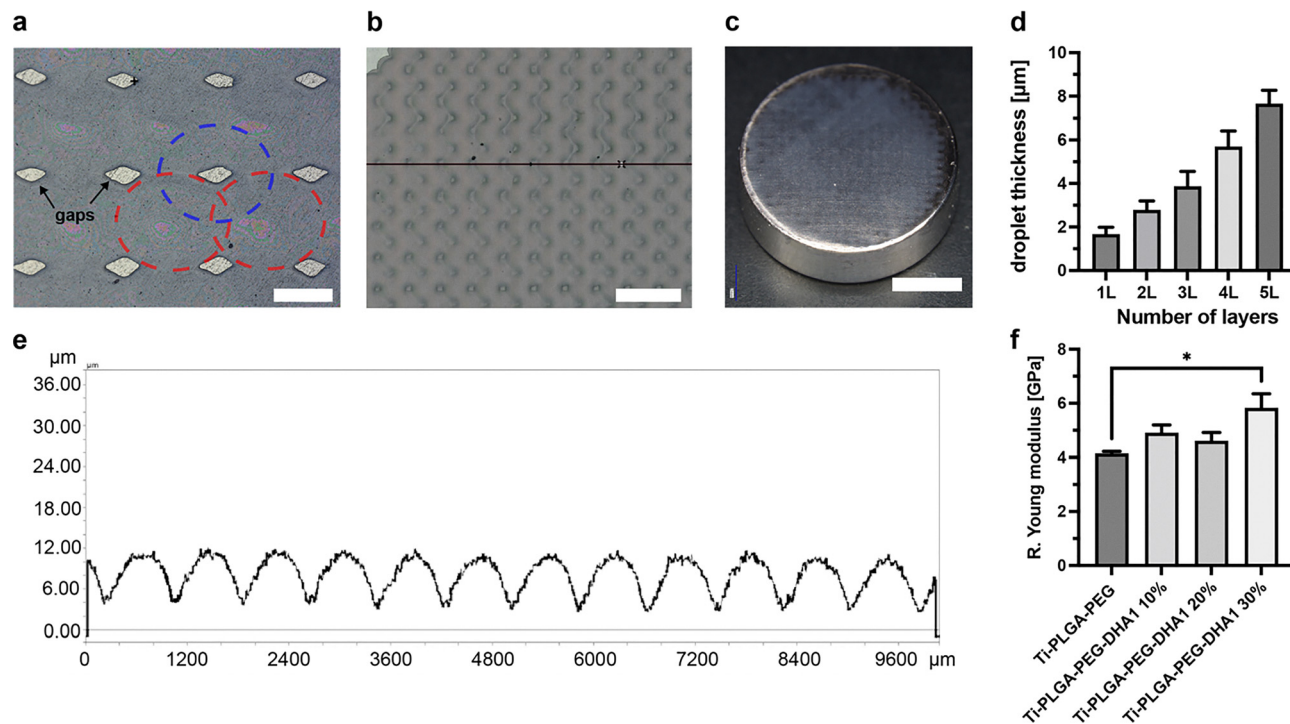 a
gaps
b
c
d
droplet thickness [µm]
10
8
6
4
2
0
1L 2L 3L 4L 5L
Number of layers
e
µm
µm
36.00
30.00
24.00
18.00
12.00
6.00
0.00
0 1200 2400 3600 4800 6000 7200 8400 9600 µm
f
R. Young modulus [GPa]
8
6
4
2
0
*
Ti-PLGA-PEG
Ti-PLGA-PEG-DHA1 10%
Ti-PLGA-PEG-DHA1 20%
Ti-PLGA-PEG-DHA1 30%